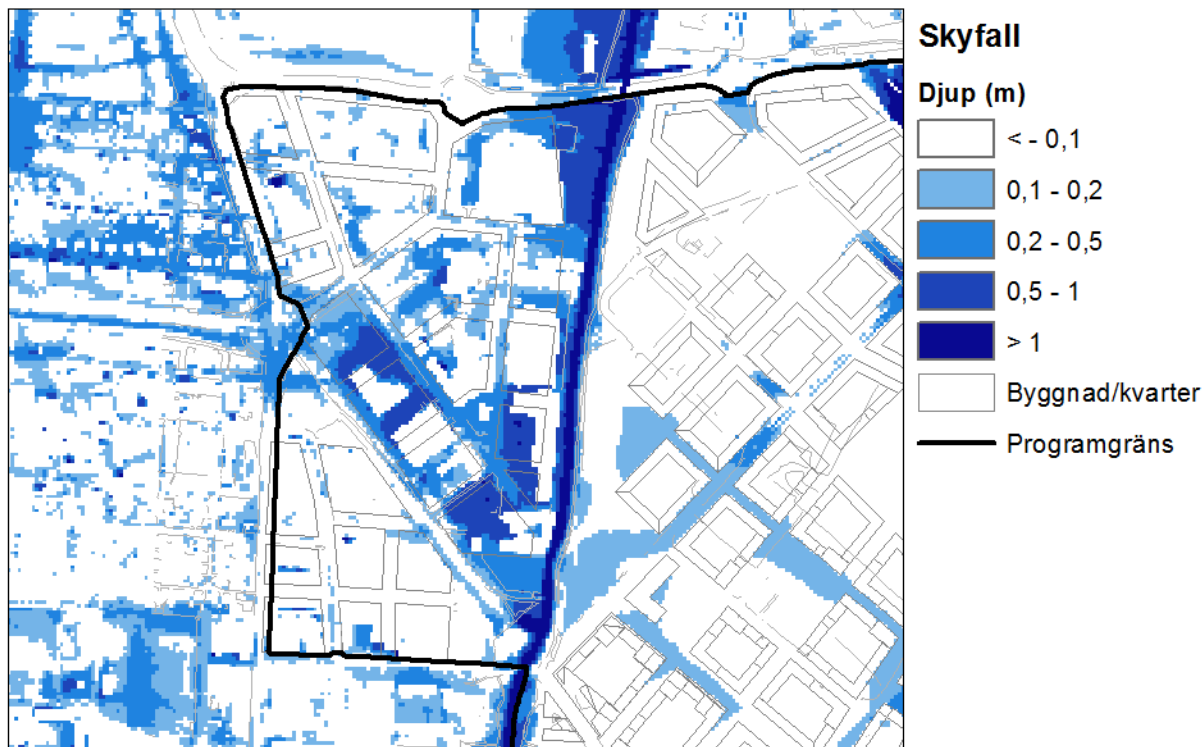 Skyfall
Djup (m)
< - 0,1
0,1 - 0,2
0,2 - 0,5
0,5 - 1
> 1
Byggnad/kvarter
Programgräns